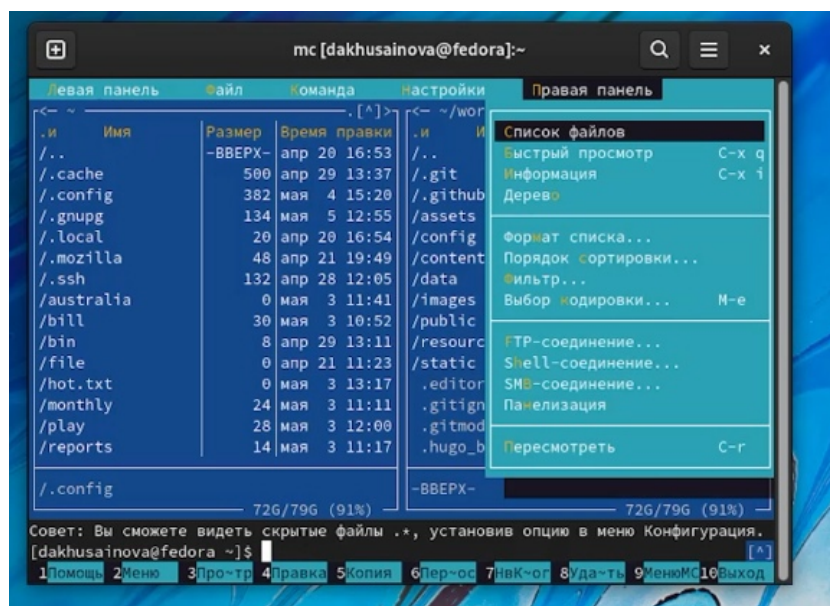 mc [dakhusainova@fedora]:~
Левая панель Файл Команда Настройки Правая панель
<— ~ .[^]>
.и Имя Размер Время правки
/.. -ВВЕРХ- апр 20 16:53
/.cache 500 апр 29 13:37
/.config 382 мая 4 15:20
/.gnupg 134 мая 5 12:55
/.local 20 апр 20 16:54
/.mozilla 48 апр 21 19:49
/.ssh 132 апр 28 12:05
/australia 0 мая 3 11:41
/bill 30 мая 3 10:52
/bin 8 апр 29 13:11
/file 0 апр 21 11:23
/hot.txt 0 мая 3 13:17
/monthly 24 мая 3 11:11
/play 28 мая 3 12:00
/reports 14 мая 3 11:17
/.config
72G/79G (91%)
<— ~/wor
.и И
/..
/.git
/.github
/assets
/config
/content
/data
/images
/public
/resourc
/static
.editor
.gitign
.gitmod
.hugo_b
-ВВЕРХ-
72G/79G (91%)
Список файлов
Быстрый просмотр C-x q
Информация C-x i
Дерево
Формат списка...
Порядок сортировки...
Фильтр...
Выбор кодировки... M-e
FTP-соединение...
Shell-соединение...
SMB-соединение...
Панелизация
Пересмотреть C-r
Совет: Вы сможете видеть скрытые файлы .*, установив опцию в меню Конфигурация.
[dakhusainova@fedora ~]$ [^]
1Помощь 2Меню 3Про~тр 4Правка 5Копия 6Пер~ос 7НвК~ог 8Уда~ть 9МенюMC 10Выход